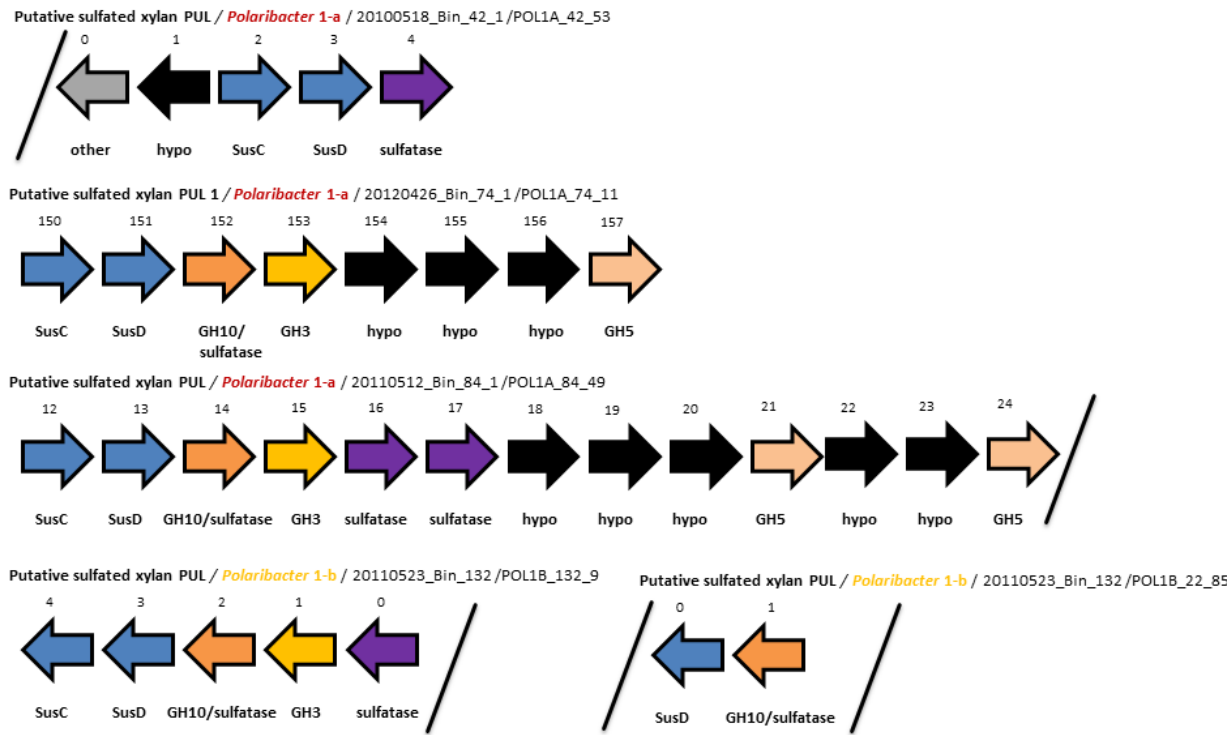 Putative sulfated xylan PUL / Polaribacter 1-a / 20100518_Bin_42_1/POL1A_42_53
0 1 2 3 4
other hypo SusC SusD sulfatase
Putative sulfated xylan PUL 1 / Polaribacter 1-a / 20120426_Bin_74_1/POL1A_74_11
150 151 152 153 154 155 156 157
SusC SusD GH10/ GH3 hypo hypo hypo GH5
sulfatase
Putative sulfated xylan PUL / Polaribacter 1-a / 20110512_Bin_84_1/POL1A_84_49
12 13 14 15 16 17 18 19 20 21 22 23 24
SusC SusD GH10/sulfatase GH3 sulfatase sulfatase hypo hypo hypo GH5 hypo hypo GH5
Putative sulfated xylan PUL / Polaribacter 1-b / 20110523_Bin_132 /POL1B_132_9
4 3 2 1 0
SusC SusD GH10/sulfatase GH3 sulfatase
Putative sulfated xylan PUL / Polaribacter 1-b / 20110523_Bin_132 /POL1B_22_85
0 1
SusD GH10/sulfatase